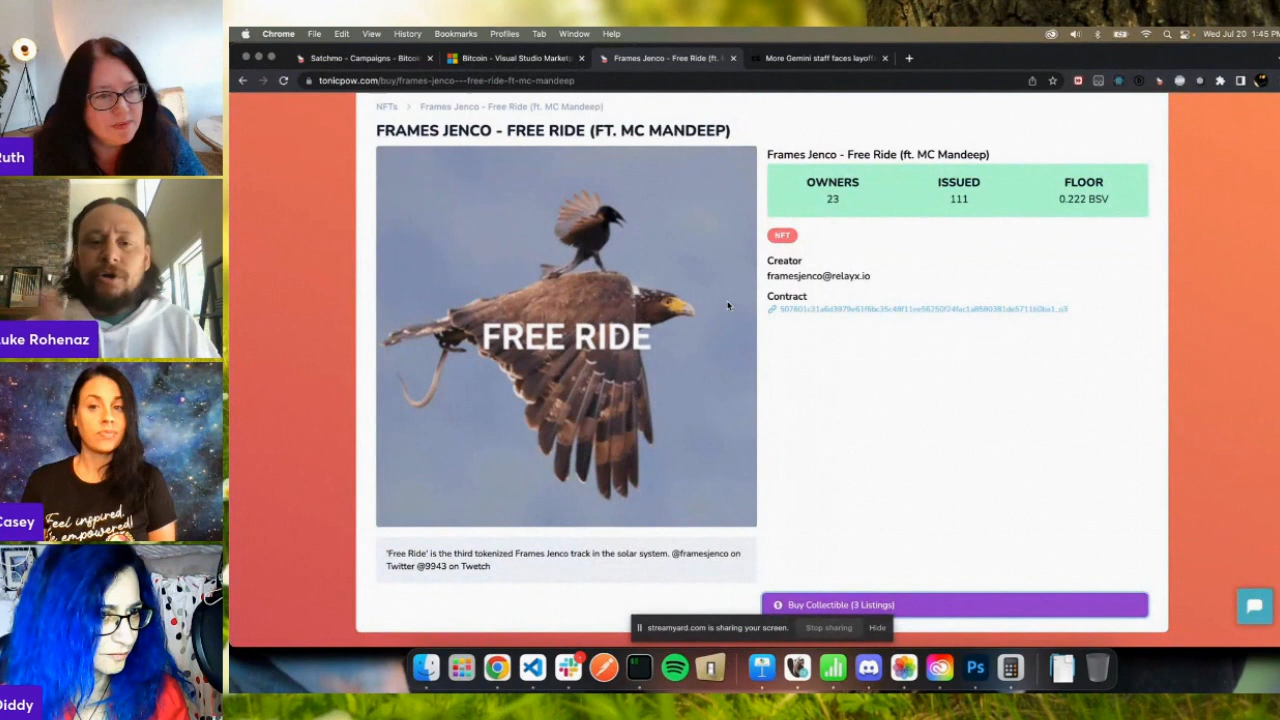 Chrome File Edit View History Bookmarks Profiles Tab Window Help Wed Jul 20 1:45 PM
Satchmo - Campaigns - Bitcoi Bitcoin - Visual Studio Marketp Frames Jenco - Free Ride (ft. More Gemini staff faces layoff
tonicpow.com/buy/frames-jenco---free-ride-ft-mc-mandeep
NFTs > Frames Jenco - Free Ride (ft. MC Mandeep)
FRAMES JENCO - FREE RIDE (FT. MC MANDEEP)
Frames Jenco - Free Ride (ft. MC Mandeep)
OWNERS ISSUED FLOOR
23 111 0.222 BSV
NFT
Creator
framesjenco@relayx.io
Contract
FREE RIDE
'Free Ride' is the third tokenized Frames Jenco track in the solar system. @framesjenco on
Twitter @9943 on Twetch
Buy Collectible (3 Listings)
streamyard.com is sharing your screen. Stop sharing Hide
Ps
Ruth
Luke Rohenaz
Feel inspired.
Be empowered!
Casey
Diddy